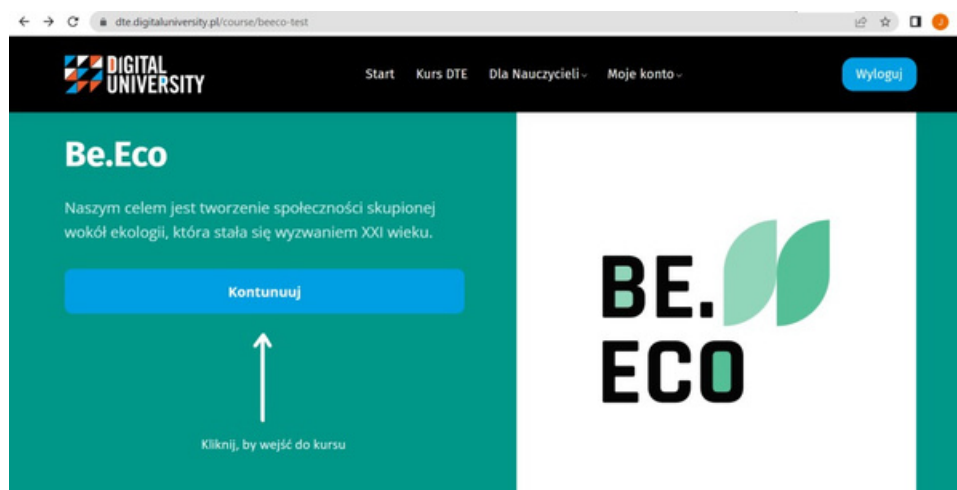 dte.digitaluniversity.pl/course/beeco-test
DIGITAL
UNIVERSITY
Start Kurs DTE Dla Nauczycieli Moje konto Wyloguj
Be.Eco
Naszym celem jest tworzenie społeczności skupionej
wokół ekologii, która stała się wyzwaniem XXI wieku.
Kontunuuj
Kliknij, by wejść do kursu
BE.
ECO
J